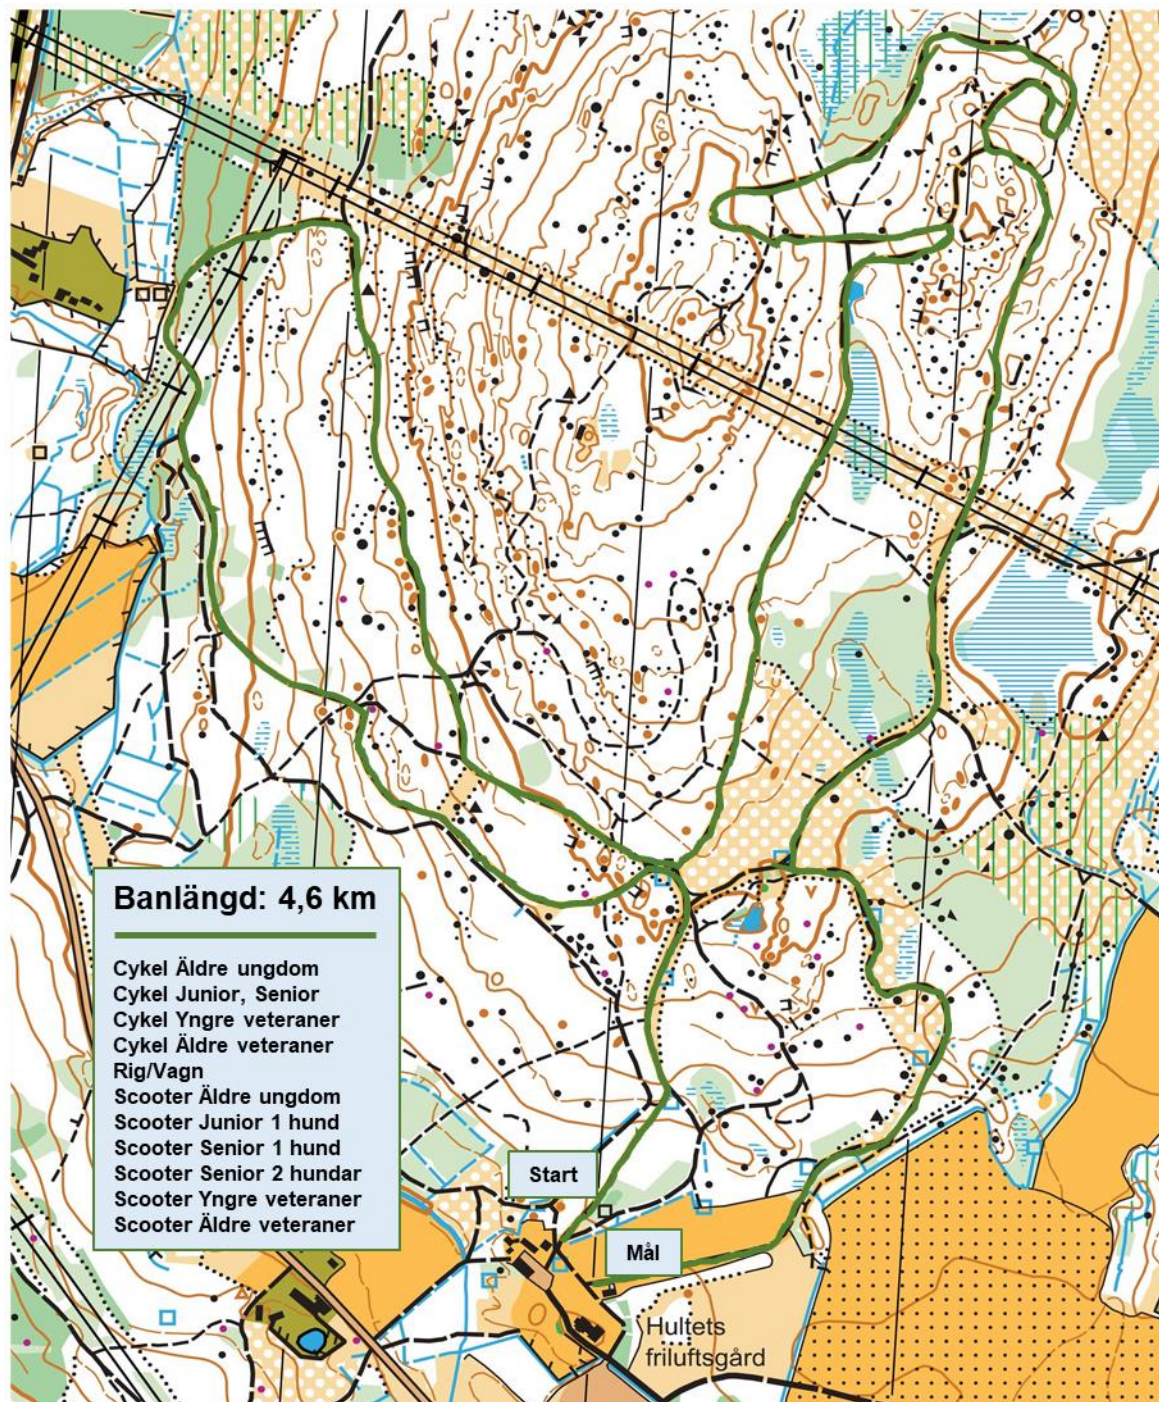 Banlängd: 4,6 km
Cykel Äldre ungdom
Cykel Junior, Senior
Cykel Yngre veteraner
Cykel Äldre veteraner
Rig/Vagn
Scooter Äldre ungdom
Scooter Junior 1 hund
Scooter Senior 1 hund
Scooter Senior 2 hundar
Scooter Yngre veteraner
Scooter Äldre veteraner
Start
Mål
Hultets
friluftsgård